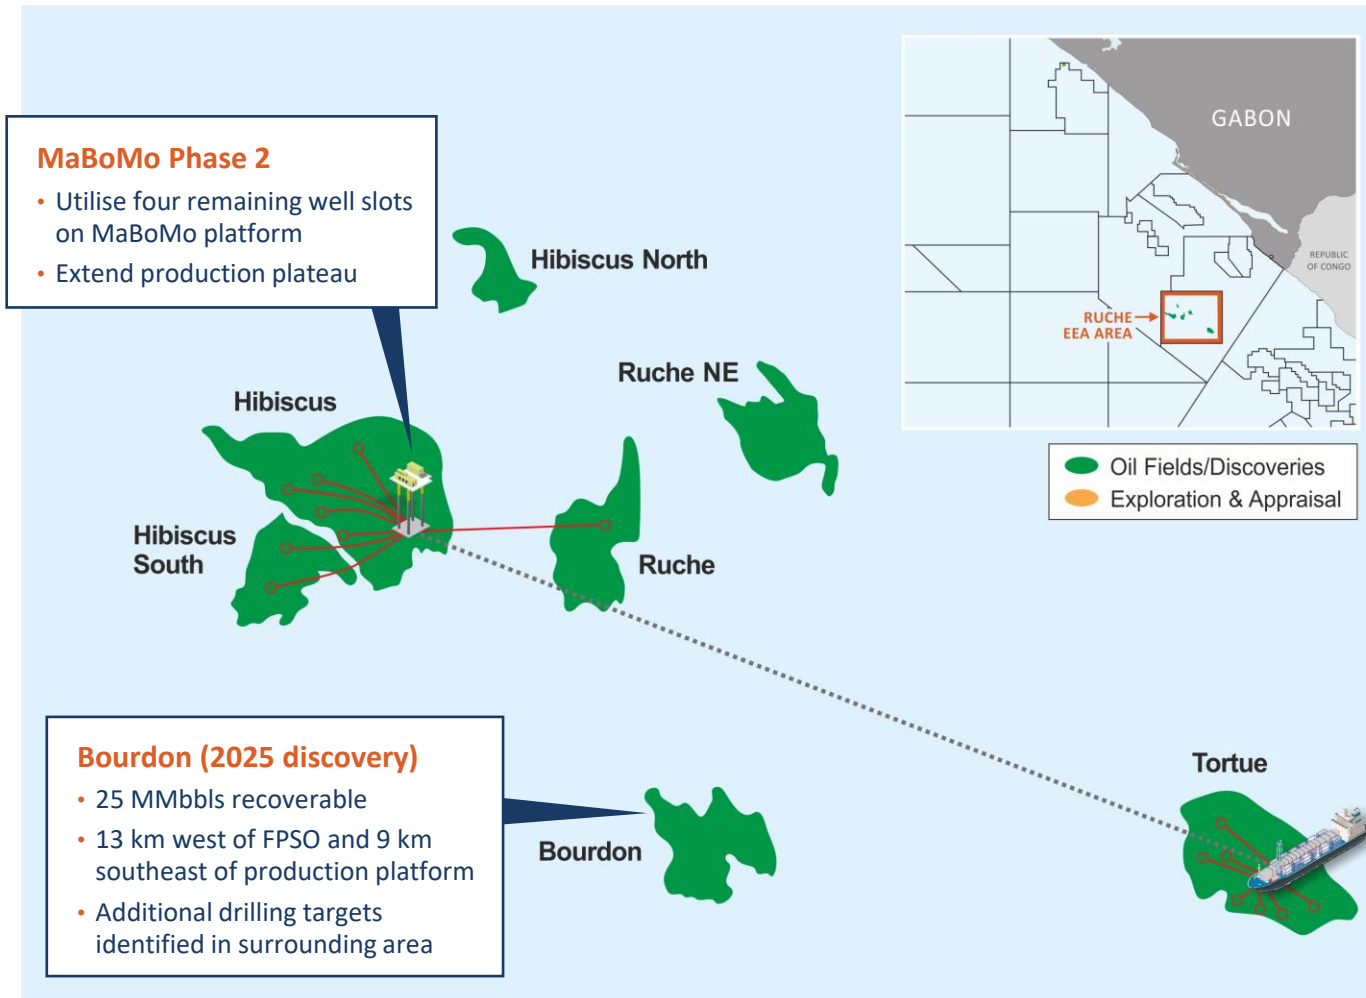 MaBoMo Phase 2
• Utilise four remaining well slots
on MaBoMo platform
• Extend production plateau
GABON
REPUBLIC
OF CONGO
RUCHE
EEA AREA
Oil Fields/Discoveries
Exploration & Appraisal
Hibiscus North
Ruche NE
Hibiscus
Hibiscus
South
Ruche
Tortue
Bourdon
Bourdon (2025 discovery)
• 25 MMbbls recoverable
• 13 km west of FPSO and 9 km
southeast of production platform
• Additional drilling targets
identified in surrounding area